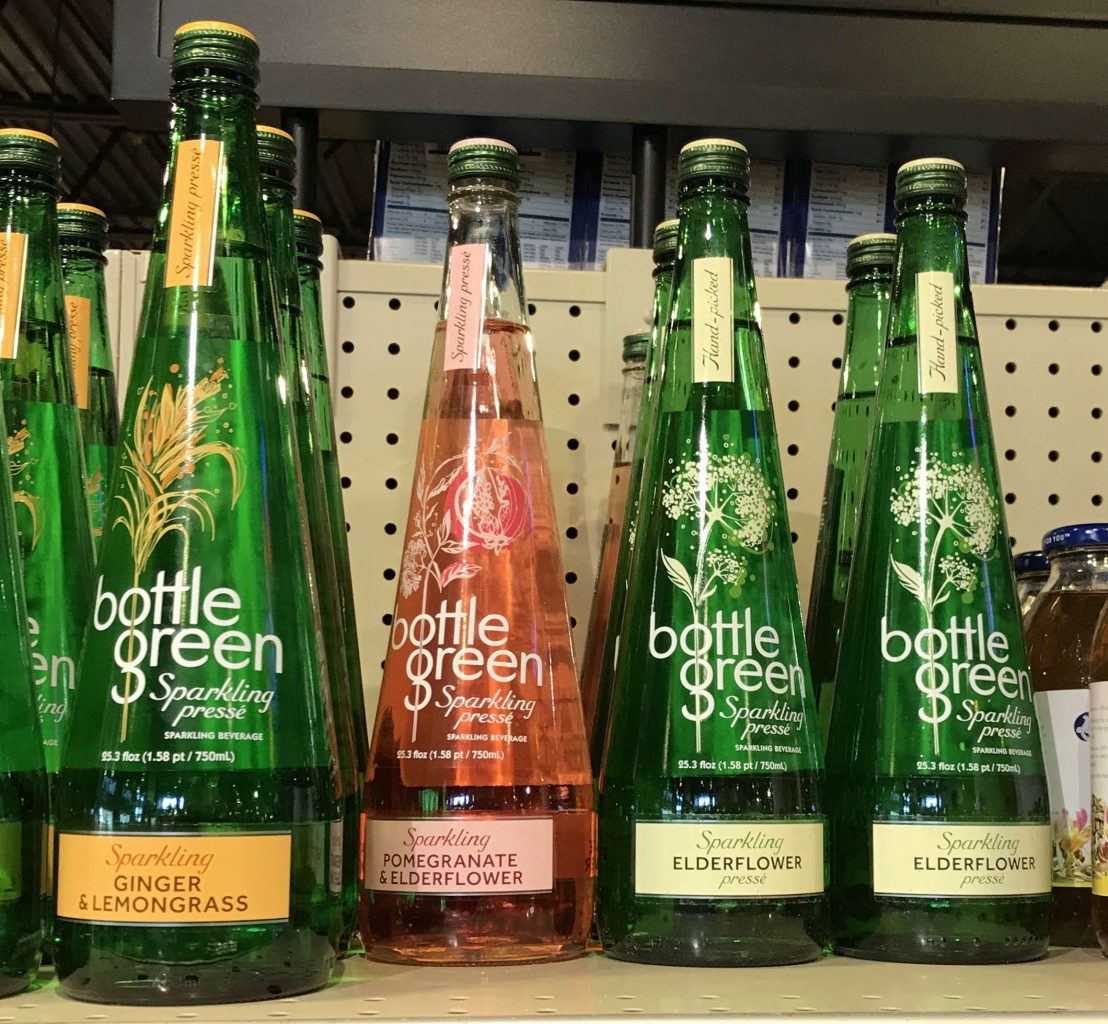 Sparkling pressé
bottle
green
Sparkling
pressé
SPARKLING BEVERAGE
25.3 floz (1.58 pt / 750mL)
Sparkling
GINGER
& LEMONGRASS
Sparkling pressé
bottle
green
Sparkling
pressé
SPARKLING BEVERAGE
25.3 floz (1.58 pt / 750mL)
Sparkling
POMEGRANATE
& ELDERFLOWER
Hand-picked
bottle
green
Sparkling
pressé
SPARKLING BEVERAGE
25.3 floz (1.58 pt / 750mL)
Sparkling
ELDERFLOWER
pressé
Hand-picked
bottle
green
Sparkling
pressé
SPARKLING BEVERAGE
25.3 floz (1.58 pt / 750mL)
Sparkling
ELDERFLOWER
pressé
FOR YOU™